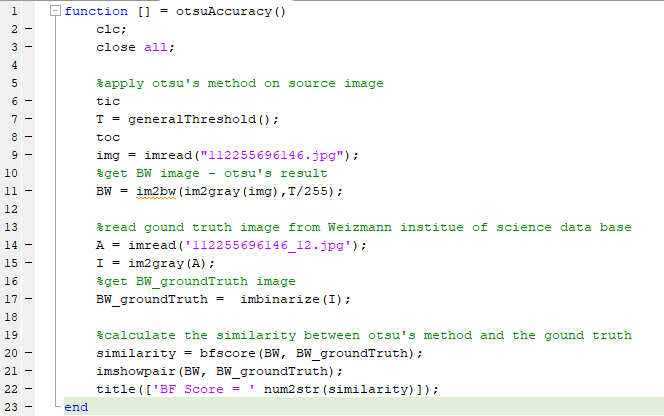 1 function [] = otsuAccuracy()
2 - clc;
3 - close all;
4
5 %apply otsu's method on source image
6 - tic
7 - T = generalThreshold();
8 - toc
9 - img = imread("112255696146.jpg");
10 %get BW image - otsu's result
11 - BW = im2bw(im2gray(img),T/255);
12
13 %read gound truth image from Weizmann institue of science data base
14 - A = imread('112255696146_12.jpg');
15 - I = im2gray(A);
16 %get BW_groundTruth image
17 - BW_groundTruth =  imbinarize(I);
18
19 %calculate the similarity between otsu's method and the gound truth
20 - similarity = bfscore(BW, BW_groundTruth);
21 - imshowpair(BW, BW_groundTruth);
22 - title(['BF Score = ' num2str(similarity)]);
23 - end